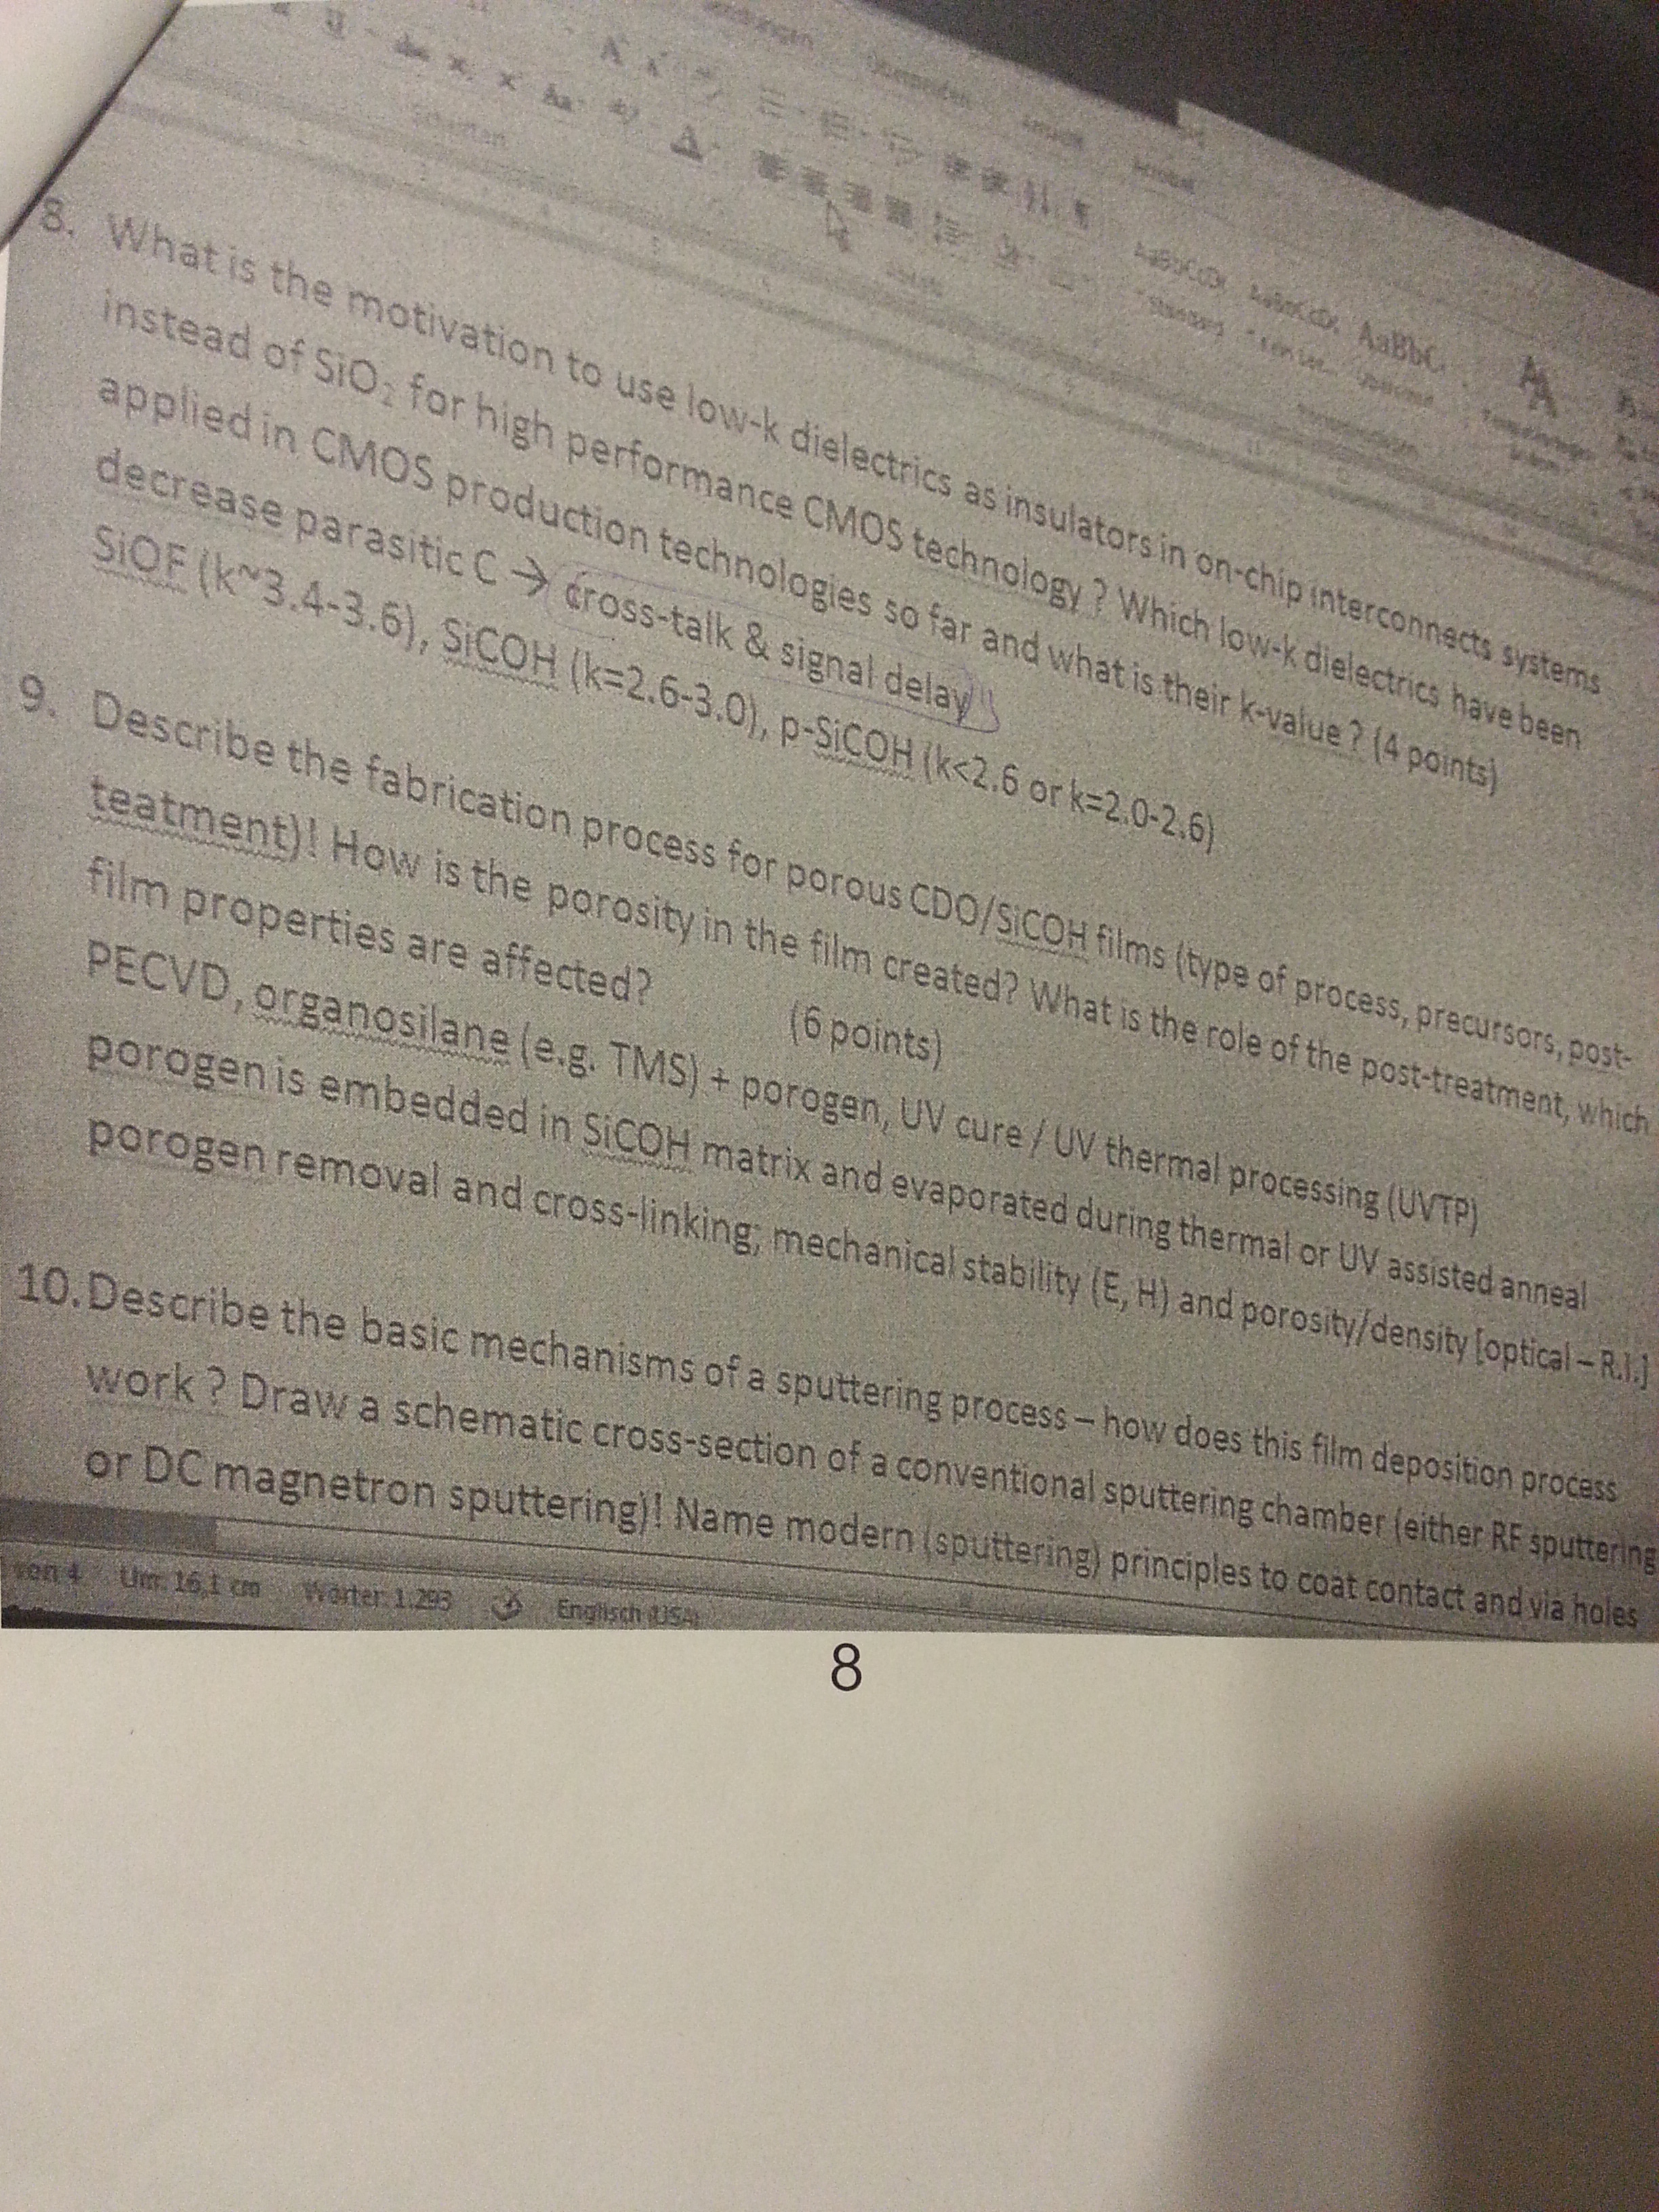 Schriftart
Absatz
AaBbCcDc AaBbCcDc AaBbC
8. What is the motivation to use low-k dielectrics as insulators in on-chip interconnects systems
instead of SiO₂ for high performance CMOS technology ? Which low-k dielectrics have been
applied in CMOS production technologies so far and what is their k-value ? (4 points)
decrease parasitic C → cross-talk & signal delay
SiOF (k~3.4-3.6), SiCOH (k=2.6-3.0), p-SiCOH (k<2.6 or k=2.0-2.6)
9. Describe the fabrication process for porous CDO/SiCOH films (type of process, precursors, post-
teatment)! How is the porosity in the film created? What is the role of the post-treatment, which
film properties are affected? (6 points)
PECVD, organosilane (e.g. TMS) + porogen, UV cure / UV thermal processing (UVTP)
porogen is embedded in SiCOH matrix and evaporated during thermal or UV assisted anneal
porogen removal and cross-linking; mechanical stability (E, H) and porosity/density [optical – R.I.]
10. Describe the basic mechanisms of a sputtering process – how does this film deposition process
work ? Draw a schematic cross-section of a conventional sputtering chamber (either RF sputtering
or DC magnetron sputtering)! Name modern (sputtering) principles to coat contact and via holes
von 4 Um: 16,1 cm Wörter: 1.293 Englisch (USA)
8